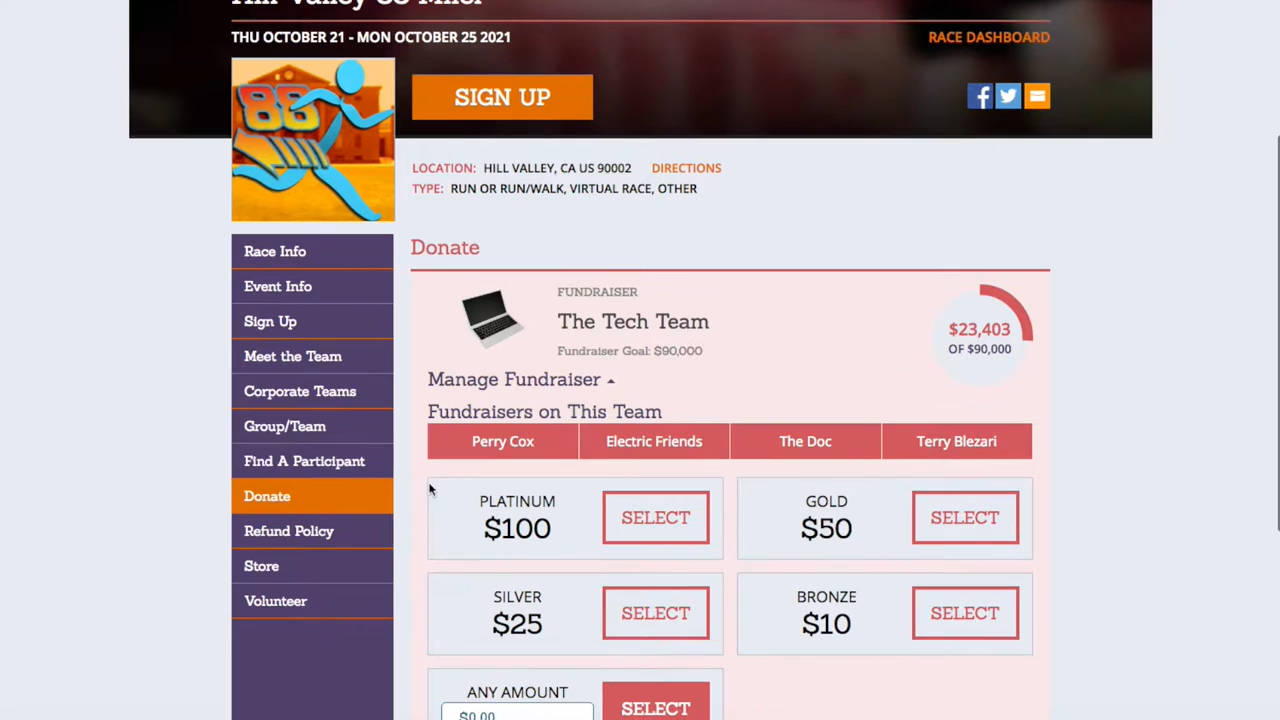 Hill Valley 88 Miler
THU OCTOBER 21 - MON OCTOBER 25 2021
RACE DASHBOARD
88
SIGN UP
LOCATION: HILL VALLEY, CA US 90002 DIRECTIONS
TYPE: RUN OR RUN/WALK, VIRTUAL RACE, OTHER
Race Info
Event Info
Sign Up
Meet the Team
Corporate Teams
Group/Team
Find A Participant
Donate
Refund Policy
Store
Volunteer
Donate
FUNDRAISER
The Tech Team
Fundraiser Goal: $90,000
$23,403
OF $90,000
Manage Fundraiser
Fundraisers on This Team
Perry Cox
Electric Friends
The Doc
Terry Blezari
PLATINUM
$100
SELECT
GOLD
$50
SELECT
SILVER
$25
SELECT
BRONZE
$10
SELECT
ANY AMOUNT
$0.00
SELECT